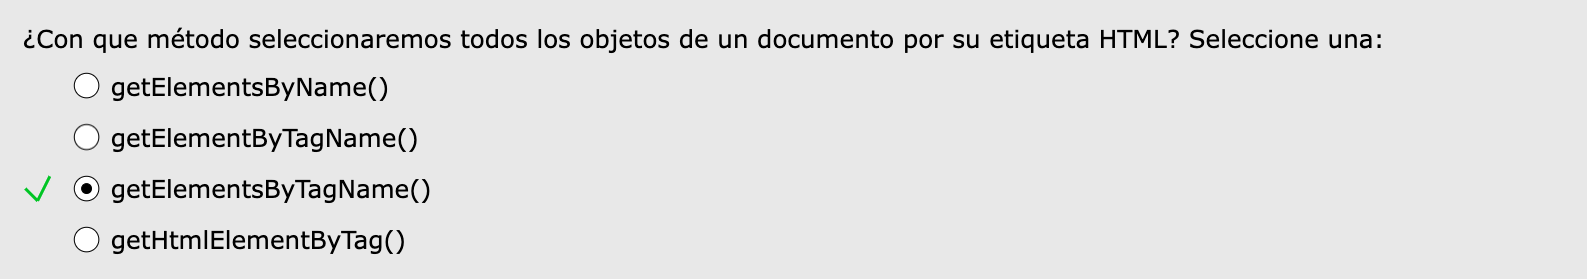 ¿Con que método seleccionaremos todos los objetos de un documento por su etiqueta HTML? Seleccione una:
getElementsByName()
getElementByTagName()
getElementsByTagName()
getHtmlElementByTag()